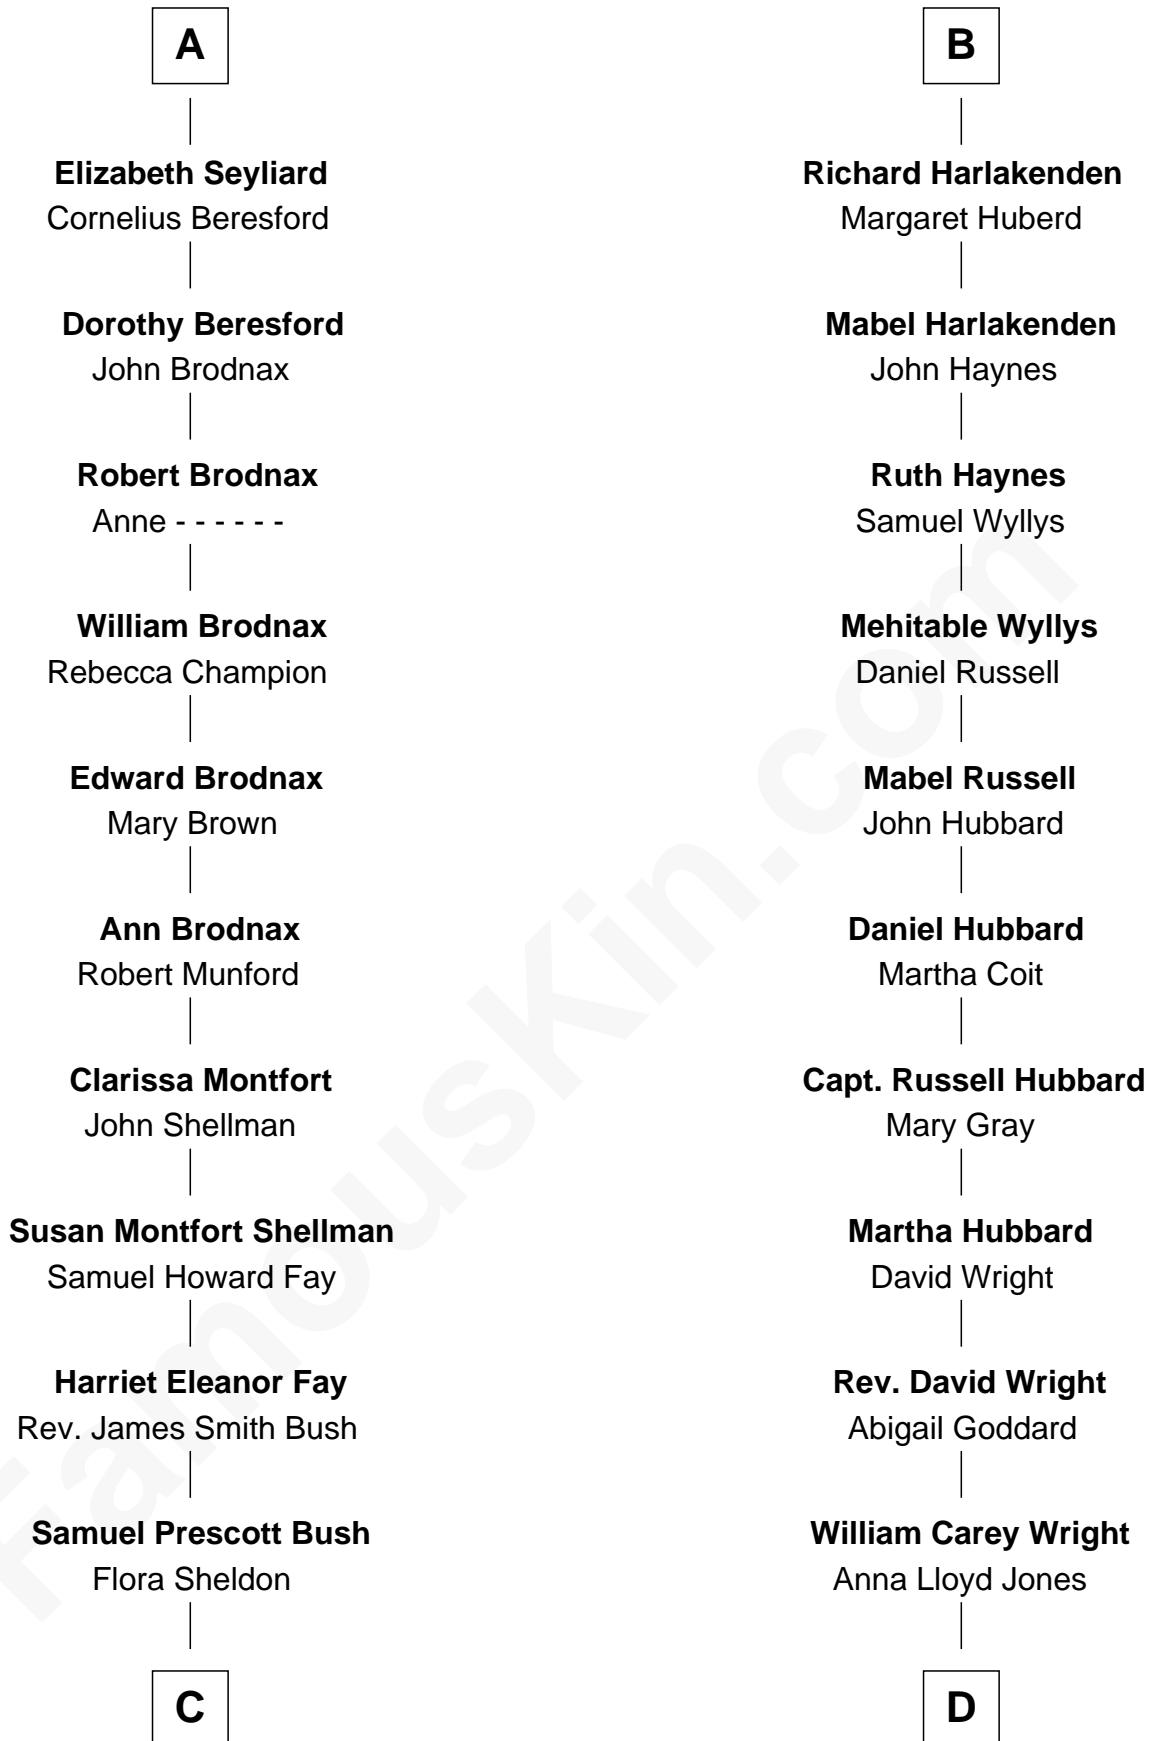 A
Elizabeth Seyliard
Cornelius Beresford
Dorothy Beresford
John Brodnax
Robert Brodnax
Anne - - - - - -
William Brodnax
Rebecca Champion
Edward Brodnax
Mary Brown
Ann Brodnax
Robert Munford
Clarissa Montfort
John Shellman
Susan Montfort Shellman
Samuel Howard Fay
Harriet Eleanor Fay
Rev. James Smith Bush
Samuel Prescott Bush
Flora Sheldon
C
B
Richard Harlakenden
Margaret Huberd
Mabel Harlakenden
John Haynes
Ruth Haynes
Samuel Wyllys
Mehitable Wyllys
Daniel Russell
Mabel Russell
John Hubbard
Daniel Hubbard
Martha Coit
Capt. Russell Hubbard
Mary Gray
Martha Hubbard
David Wright
Rev. David Wright
Abigail Goddard
William Carey Wright
Anna Lloyd Jones
D
FamousKin.com